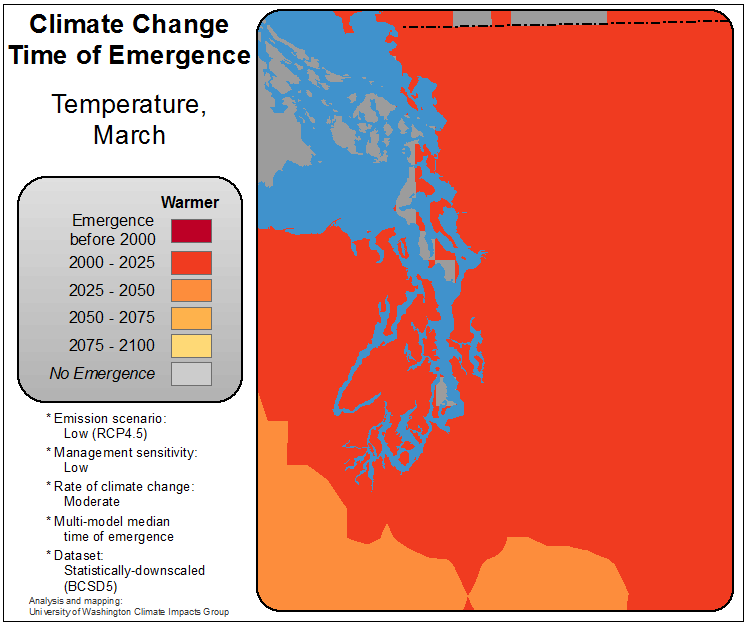 Climate Change
Time of Emergence
Temperature,
March
Warmer
Emergence
before 2000
2000 - 2025
2025 - 2050
2050 - 2075
2075 - 2100
No Emergence
* Emission scenario:
Low (RCP4.5)
* Management sensitivity:
Low
* Rate of climate change:
Moderate
* Multi-model median
time of emergence
* Dataset:
Statistically-downscaled
(BCSD5)
Analysis and mapping:
University of Washington Climate Impacts Group